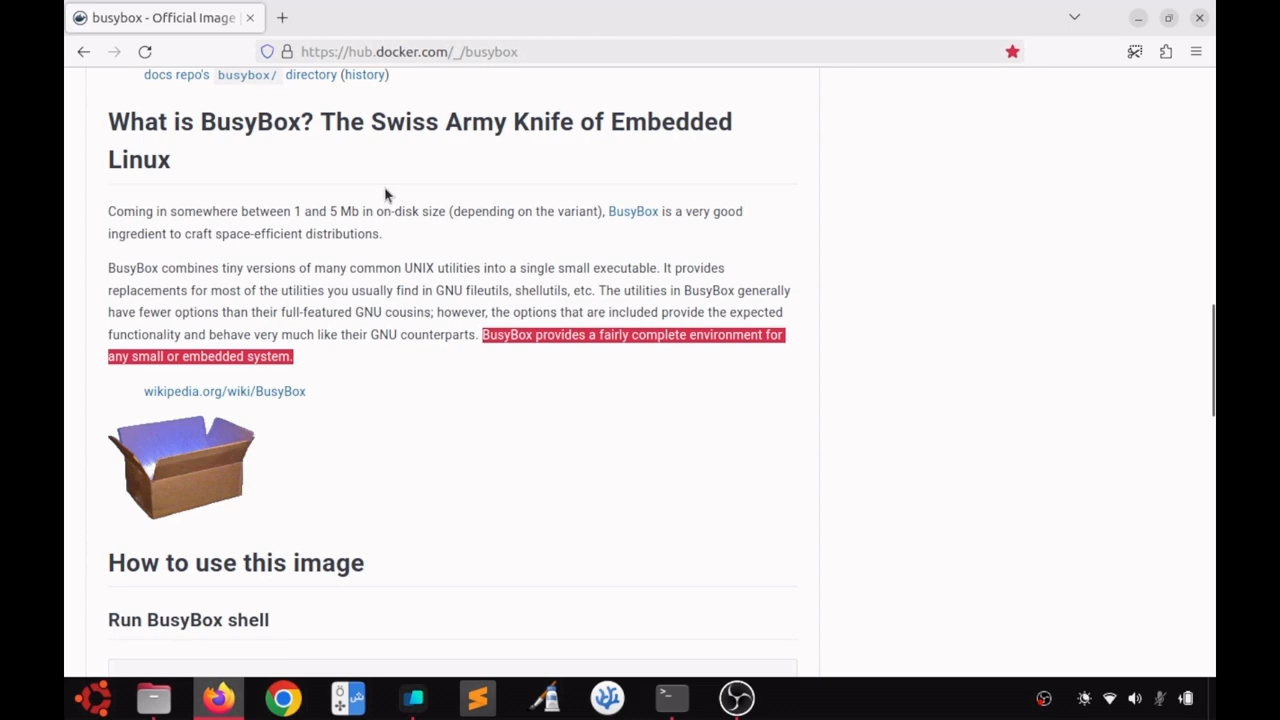 busybox - Official Image
https://hub.docker.com/_/busybox
docs repo's busybox/ directory (history)
What is BusyBox? The Swiss Army Knife of Embedded
Linux
Coming in somewhere between 1 and 5 Mb in on-disk size (depending on the variant), BusyBox is a very good
ingredient to craft space-efficient distributions.
BusyBox combines tiny versions of many common UNIX utilities into a single small executable. It provides
replacements for most of the utilities you usually find in GNU fileutils, shellutils, etc. The utilities in BusyBox generally
have fewer options than their full-featured GNU cousins; however, the options that are included provide the expected
functionality and behave very much like their GNU counterparts. BusyBox provides a fairly complete environment for
any small or embedded system.
wikipedia.org/wiki/BusyBox
How to use this image
Run BusyBox shell